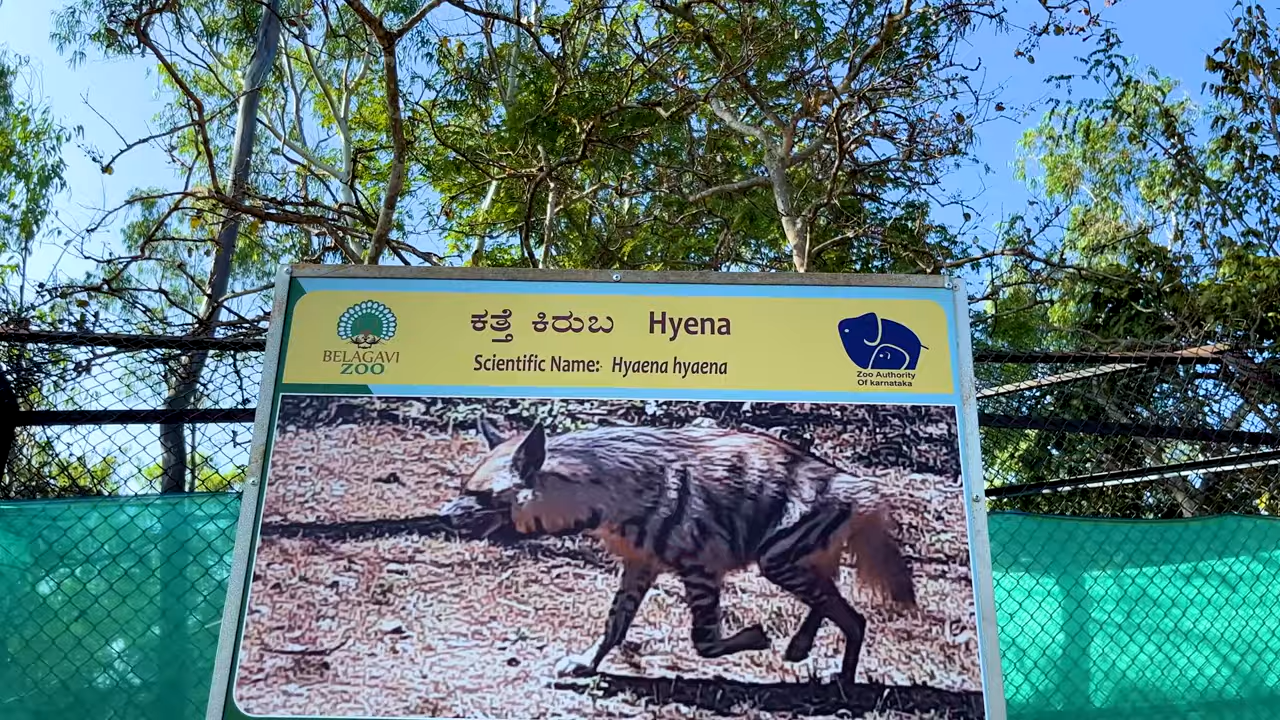 BELAGAVI
ZOO
ಕತ್ತೆ ಕಿರುಬ Hyena
Scientific Name:- Hyaena hyaena
Zoo Authority
Of karnataka